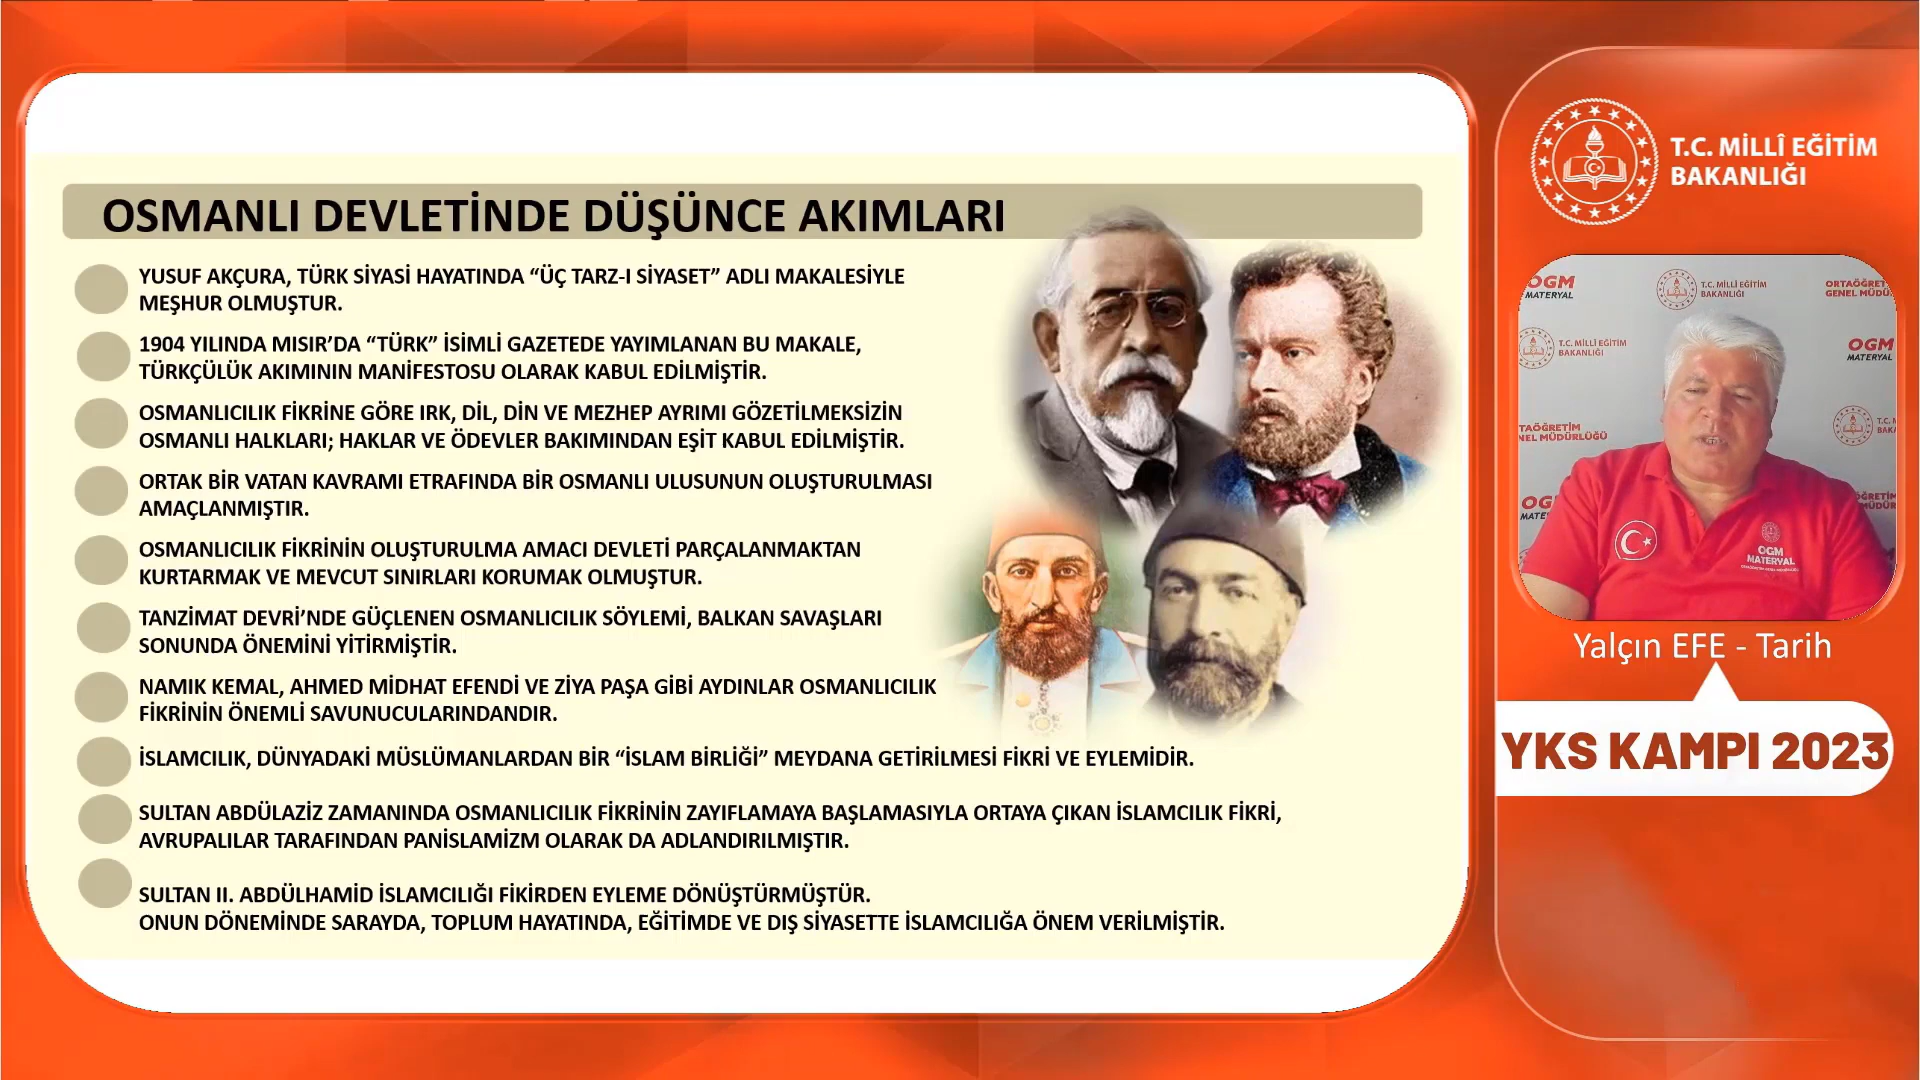 OSMANLI DEVLETİNDE DÜŞÜNCE AKIMLARI
YUSUF AKÇURA, TÜRK SİYASİ HAYATINDA “ÜÇ TARZ-I SİYASET” ADLI MAKALESİYLE
MEŞHUR OLMUŞTUR.
1904 YILINDA MISIR’DA “TÜRK” İSİMLİ GAZETEDE YAYIMLANAN BU MAKALE,
TÜRKÇÜLÜK AKIMININ MANİFESTOSU OLARAK KABUL EDİLMİŞTİR.
OSMANLICILIK FİKRİNE GÖRE IRK, DİL, DİN VE MEZHEP AYRIMI GÖZETİLMEKSİZİN
OSMANLI HALKLARI; HAKLAR VE ÖDEVLER BAKIMINDAN EŞİT KABUL EDİLMİŞTİR.
ORTAK BİR VATAN KAVRAMI ETRAFINDA BİR OSMANLI ULUSUNUN OLUŞTURULMASI
AMAÇLANMIŞTIR.
OSMANLICILIK FİKRİNİN OLUŞTURULMA AMACI DEVLETİ PARÇALANMAKTAN
KURTARMAK VE MEVCUT SINIRLARI KORUMAK OLMUŞTUR.
TANZİMAT DEVRİ’NDE GÜÇLENEN OSMANLICILIK SÖYLEMİ, BALKAN SAVAŞLARI
SONUNDA ÖNEMİNİ YİTİRMİŞTİR.
NAMIK KEMAL, AHMED MİDHAT EFENDİ VE ZİYA PAŞA GİBİ AYDINLAR OSMANLICILIK
FİKRİNİN ÖNEMLİ SAVUNUCULARINDANDIR.
İSLAMCILIK, DÜNYADAKİ MÜSLÜMANLARDAN BİR “İSLAM BİRLİĞİ” MEYDANA GETİRİLMESİ FİKRİ VE EYLEMİDİR.
SULTAN ABDÜLAZİZ ZAMANINDA OSMANLICILIK FİKRİNİN ZAYIFLAMAYA BAŞLAMASIYLA ORTAYA ÇIKAN İSLAMCILIK FİKRİ,
AVRUPALILAR TARAFINDAN PANİSLAMİZM OLARAK DA ADLANDIRILMIŞTIR.
SULTAN II. ABDÜLHAMİD İSLAMCILIĞI FİKİRDEN EYLEME DÖNÜŞTÜRMÜŞTÜR.
ONUN DÖNEMİNDE SARAYDA, TOPLUM HAYATINDA, EĞİTİMDE VE DIŞ SİYASETTE İSLAMCILIĞA ÖNEM VERİLMİŞTİR.
T.C. MİLLÎ EĞİTİM
BAKANLIĞI
OGM
MATERYAL
T.C. MİLLÎ EĞİTİM
BAKANLIĞI
T.C. MİLLÎ EĞİTİM
BAKANLIĞI
OGM
MATERYAL
GENEL
OGM
MATERYAL
Yalçın EFE - Tarih
YKS KAMPI 2023